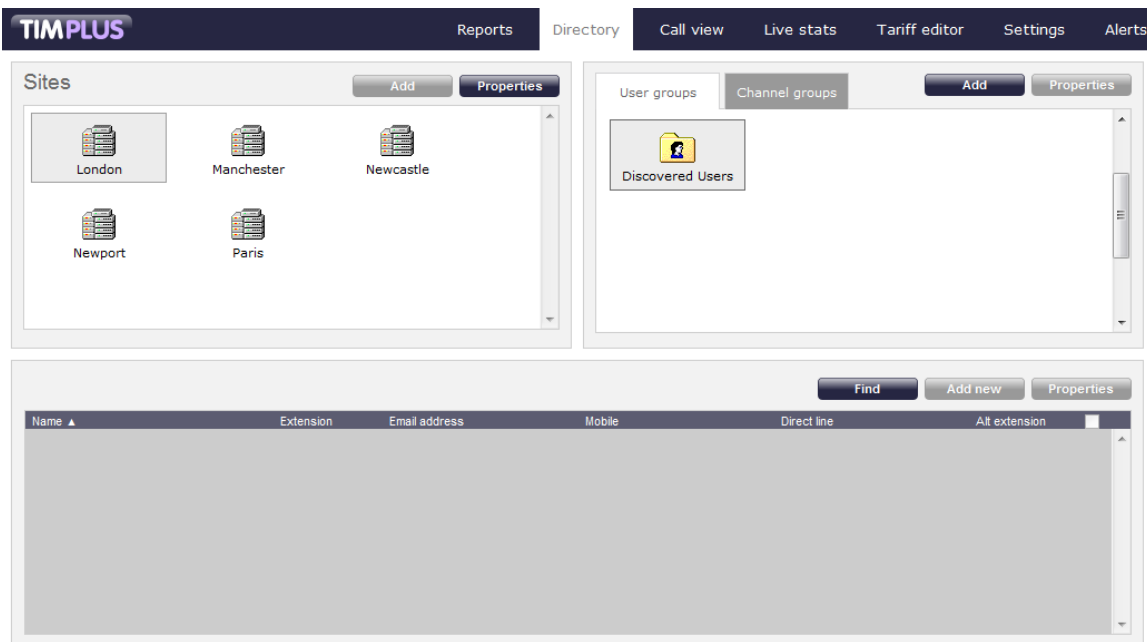 TIMPLUS Reports Directory Call view Live stats Tariff editor Settings Alerts
Sites Add Properties
London Manchester Newcastle
Newport Paris
User groups Channel groups Add Properties
Discovered Users
Find Add new Properties
Name ▲ Extension Email address Mobile Direct line Alt extension